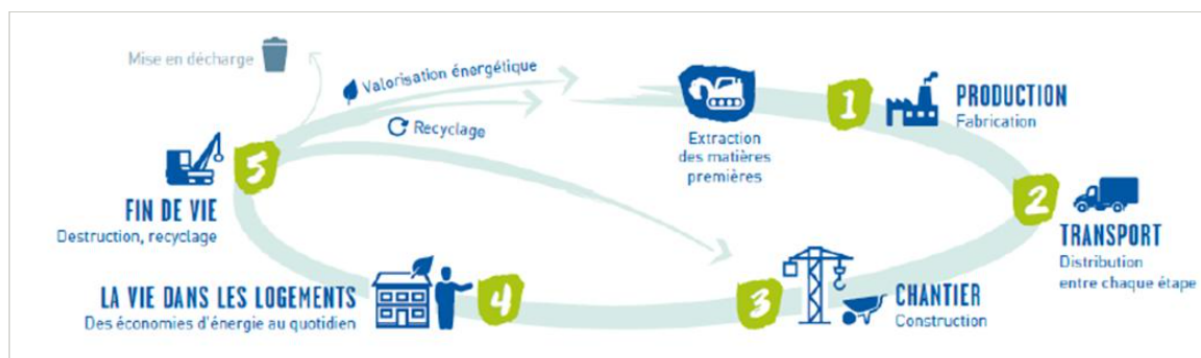 Mise en décharge
Valorisation énergétique
Recyclage
Extraction
des matières
premières
1
PRODUCTION
Fabrication
2
TRANSPORT
Distribution
entre chaque étape
3
CHANTIER
Construction
4
LA VIE DANS LES LOGEMENTS
Des économies d'énergie au quotidien
5
FIN DE VIE
Destruction, recyclage